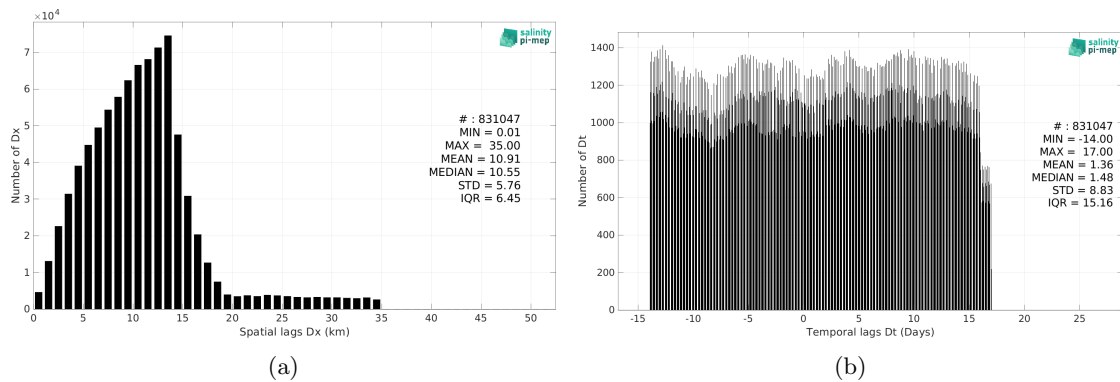 ×10⁴
7
6
5
4
3
2
1
0
Number of Dx
0 5 10 15 20 25 30 35 40 45 50
Spatial lags Dx (km)
salinity
pi-mep
# : 831047
MIN = 0.01
MAX = 35.00
MEAN = 10.91
MEDIAN = 10.55
STD = 5.76
IQR = 6.45
(a)
1400
1200
1000
800
600
400
200
0
Number of Dt
-15 -10 -5 0 5 10 15 20 25
Temporal lags Dt (Days)
salinity
pi-mep
# : 831047
MIN = -14.00
MAX = 17.00
MEAN = 1.36
MEDIAN = 1.48
STD = 8.83
IQR = 15.16
(b)